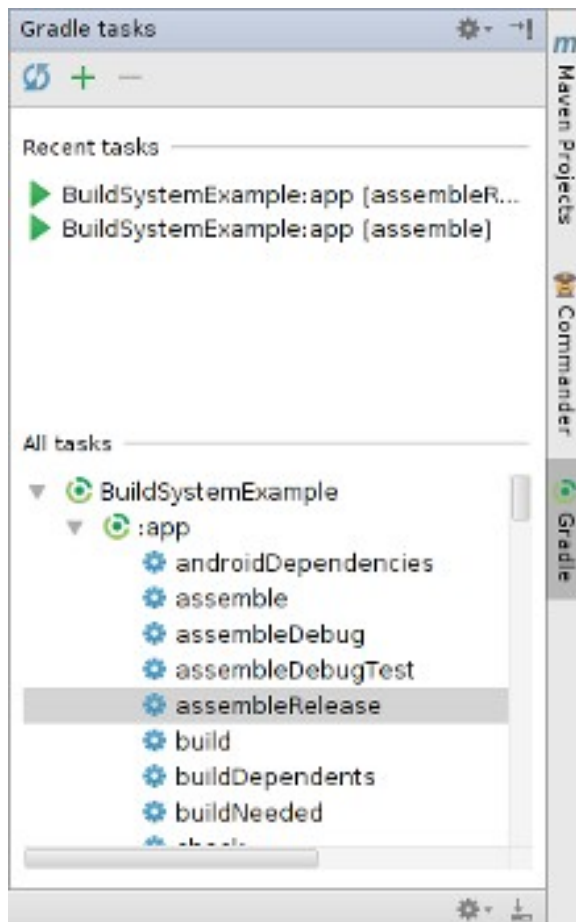 Gradle tasks
Recent tasks
BuildSystemExample:app [assembleR...
BuildSystemExample:app [assemble]
All tasks
BuildSystemExample
:app
androidDependencies
assemble
assembleDebug
assembleDebugTest
assembleRelease
build
buildDependents
buildNeeded
m Maven Projects
Commander
Gradle